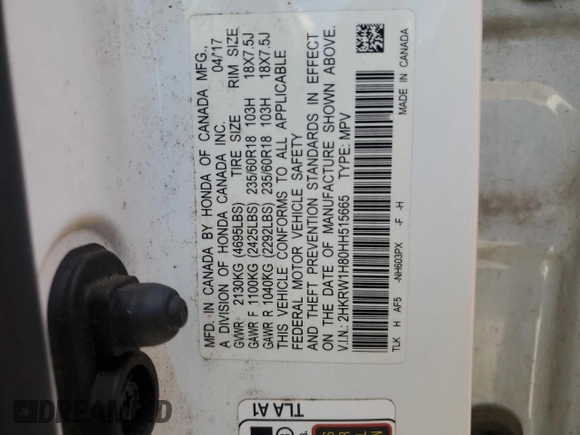 MFD. IN CANADA BY HONDA OF CANADA MFG.,
A DIVISION OF HONDA CANADA INC. 04/17
GVWR 2130KG (4695LBS) TIRE SIZE RIM SIZE
GAWR F 1100KG (2425LBS) 235/60R18 103H 18X7.5J
GAWR R 1040KG (2292LBS) 235/60R18 103H 18X7.5J
THIS VEHICLE CONFORMS TO ALL APPLICABLE
FEDERAL MOTOR VEHICLE SAFETY
AND THEFT PREVENTION STANDARDS IN EFFECT
ON THE DATE OF MANUFACTURE SHOWN ABOVE.
V.I.N.: 2HKRW1H80HH515665 TYPE: MPV
TLK H AF5 -NH603PX -F -H MADE IN CANADA
TLA A1
DREAM4D